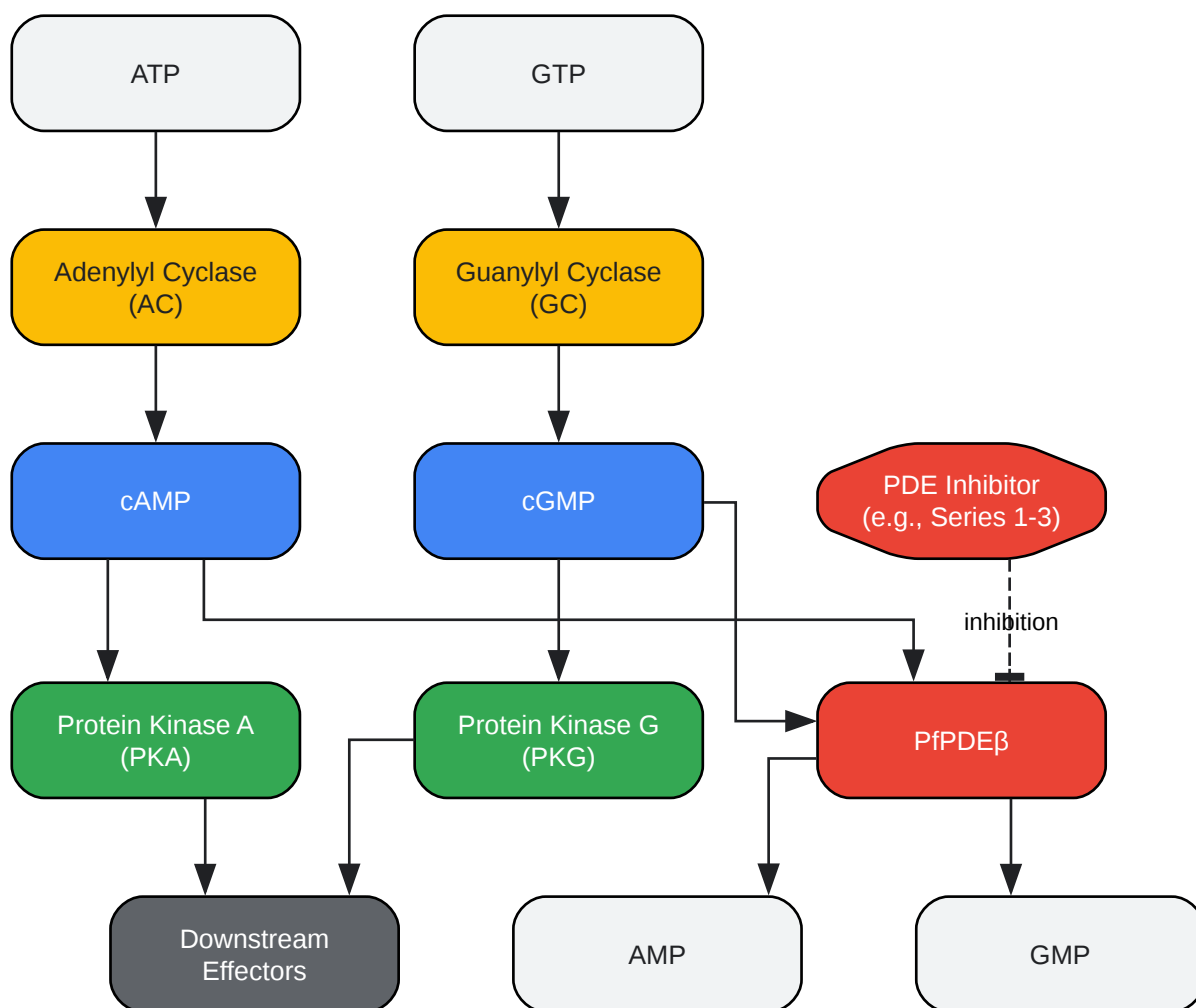 ATP
GTP
Adenylyl Cyclase
(AC)
Guanylyl Cyclase
(GC)
cAMP
cGMP
PDE Inhibitor
(e.g., Series 1-3)
inhibition
Protein Kinase A
(PKA)
Protein Kinase G
(PKG)
PfPDEβ
Downstream
Effectors
AMP
GMP